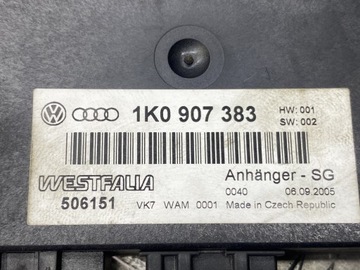 1K0 907 383
HW: 001
SW: 002
WESTFALIA
Anhänger - SG
506151
0040 06.09.2005
VK7 WAM 0001 Made in Czech Republic